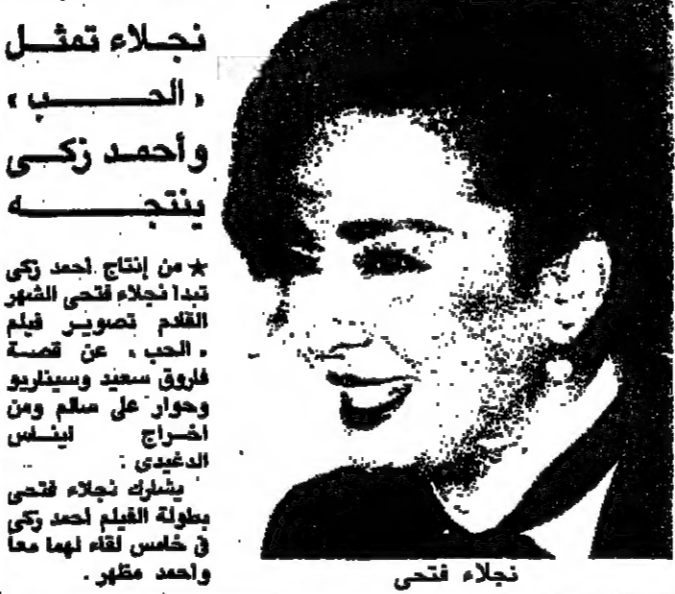 نجلاء تمثل
« الحب »
وأحمد زكى
ينتجه
★ من إنتاج أحمد زكى
تبدا نجلاء فتحى الشهر
القادم تصوير فيلم
« الحب » عن قصة
فاروق سعيد وسيناريو
وحوار على سالم ومن
اخراج ايناس
الدغيدى :
يشارك نجلاء فتحى
بطولة الفيلم أحمد زكى
فى خامس لقاء لهما معا
وأحمد مظهر .
نجلاء فتحى